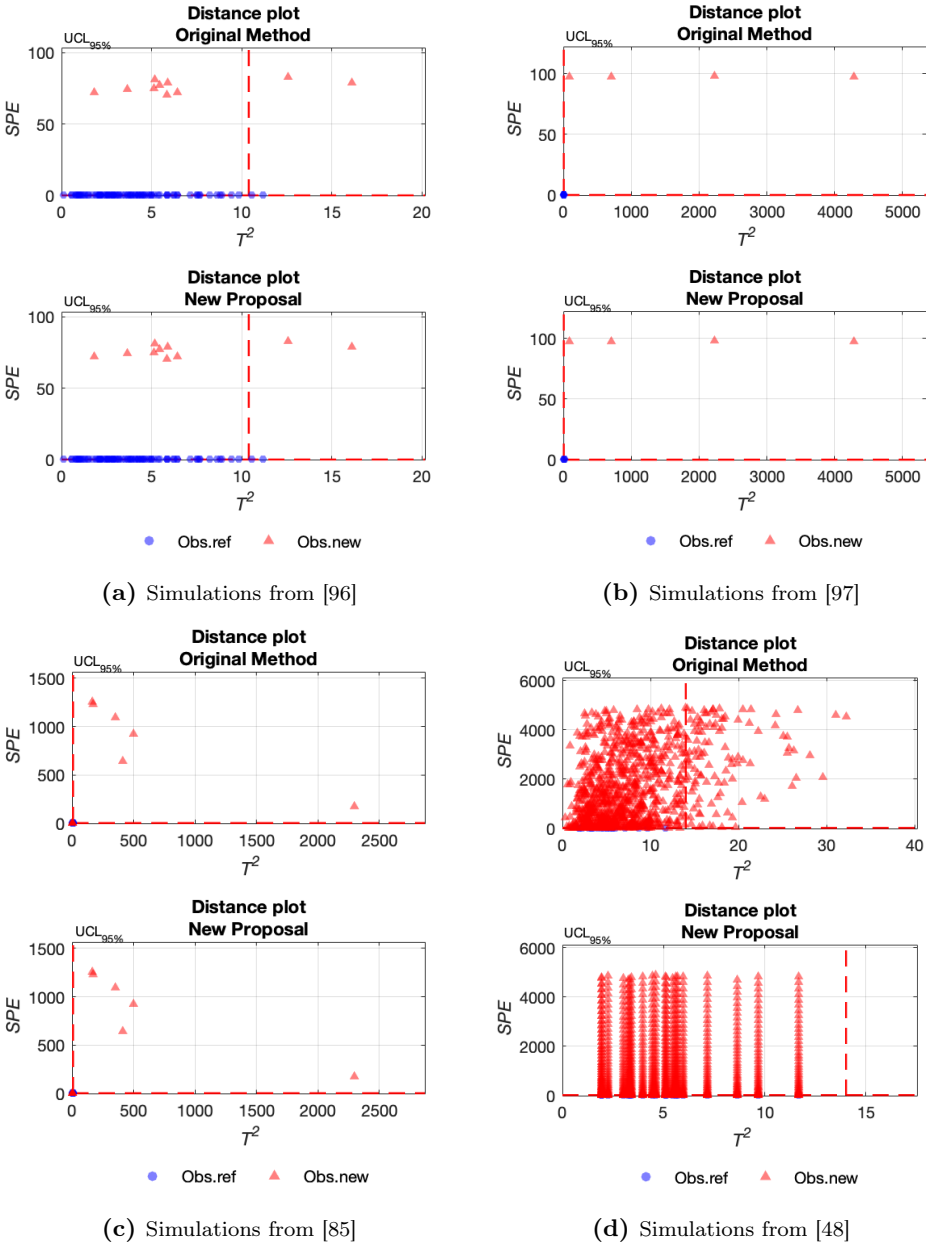 Distance plot
Original Method
UCL95%
100
50
0
SPE
0 5 10 15 20
T²
Distance plot
New Proposal
UCL95%
100
50
0
SPE
0 5 10 15 20
T²
Obs.ref Obs.new
(a) Simulations from [96]
Distance plot
Original Method
UCL95%
100
50
0
SPE
0 1000 2000 3000 4000 5000
T²
Distance plot
New Proposal
UCL95%
100
50
0
SPE
0 1000 2000 3000 4000 5000
T²
Obs.ref Obs.new
(b) Simulations from [97]
Distance plot
Original Method
UCL95%
1500
1000
500
0
SPE
0 500 1000 1500 2000 2500
T²
Distance plot
New Proposal
UCL95%
1500
1000
500
0
SPE
0 500 1000 1500 2000 2500
T²
Obs.ref Obs.new
(c) Simulations from [85]
Distance plot
Original Method
UCL95%
6000
4000
2000
0
SPE
0 10 20 30 40
T²
Distance plot
New Proposal
UCL95%
6000
4000
2000
0
SPE
0 5 10 15
T²
Obs.ref Obs.new
(d) Simulations from [48]